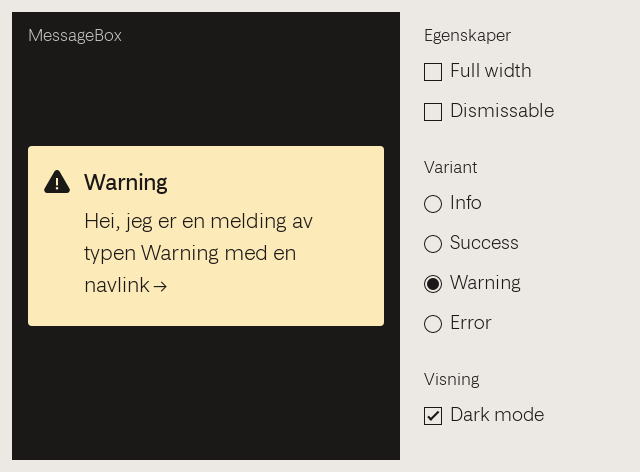 MessageBox
Warning
Hei, jeg er en melding av
typen Warning med en
navlink →
Egenskaper
Full width
Dismissable
Variant
Info
Success
Warning
Error
Visning
Dark mode